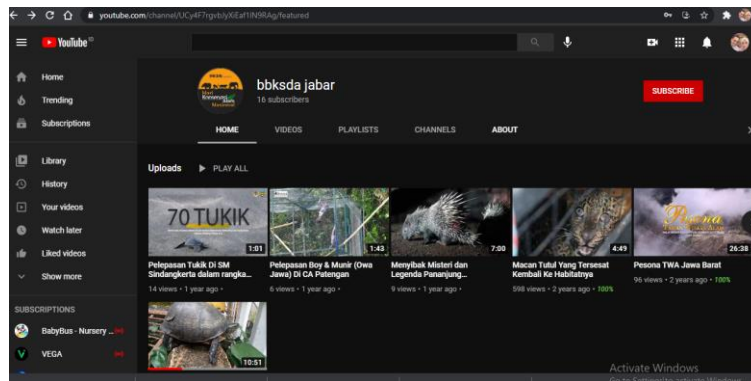 youtube.com/channel/UCy4F7rgvbIyXiEaf1IN9RAg/featured
YouTube
Home
Trending
Subscriptions
Library
History
Your videos
Watch later
Liked videos
Show more
SUBSCRIPTIONS
BabyBus - Nursery ...
VEGA
bbksda jabar
16 subscribers
SUBSCRIBE
HOME VIDEOS PLAYLISTS CHANNELS ABOUT
Uploads PLAY ALL
70 TUKIK
1:01
Pelepasan Tukik Di SM
Sindangkerta dalam rangka...
14 views • 1 year ago •
1:43
Pelepasan Boy & Munir (Owa
Jawa) Di CA Patengan
6 views • 1 year ago •
7:00
Menyibak Misteri dan
Legenda Pananjung...
9 views • 1 year ago •
4:49
Macan Tutul Yang Tersesat
Kembali Ke Habitatnya
598 views • 2 years ago • 100%
Pesona
26:38
Pesona TWA Jawa Barat
96 views • 2 years ago • 100%
10:51
Activate Windows